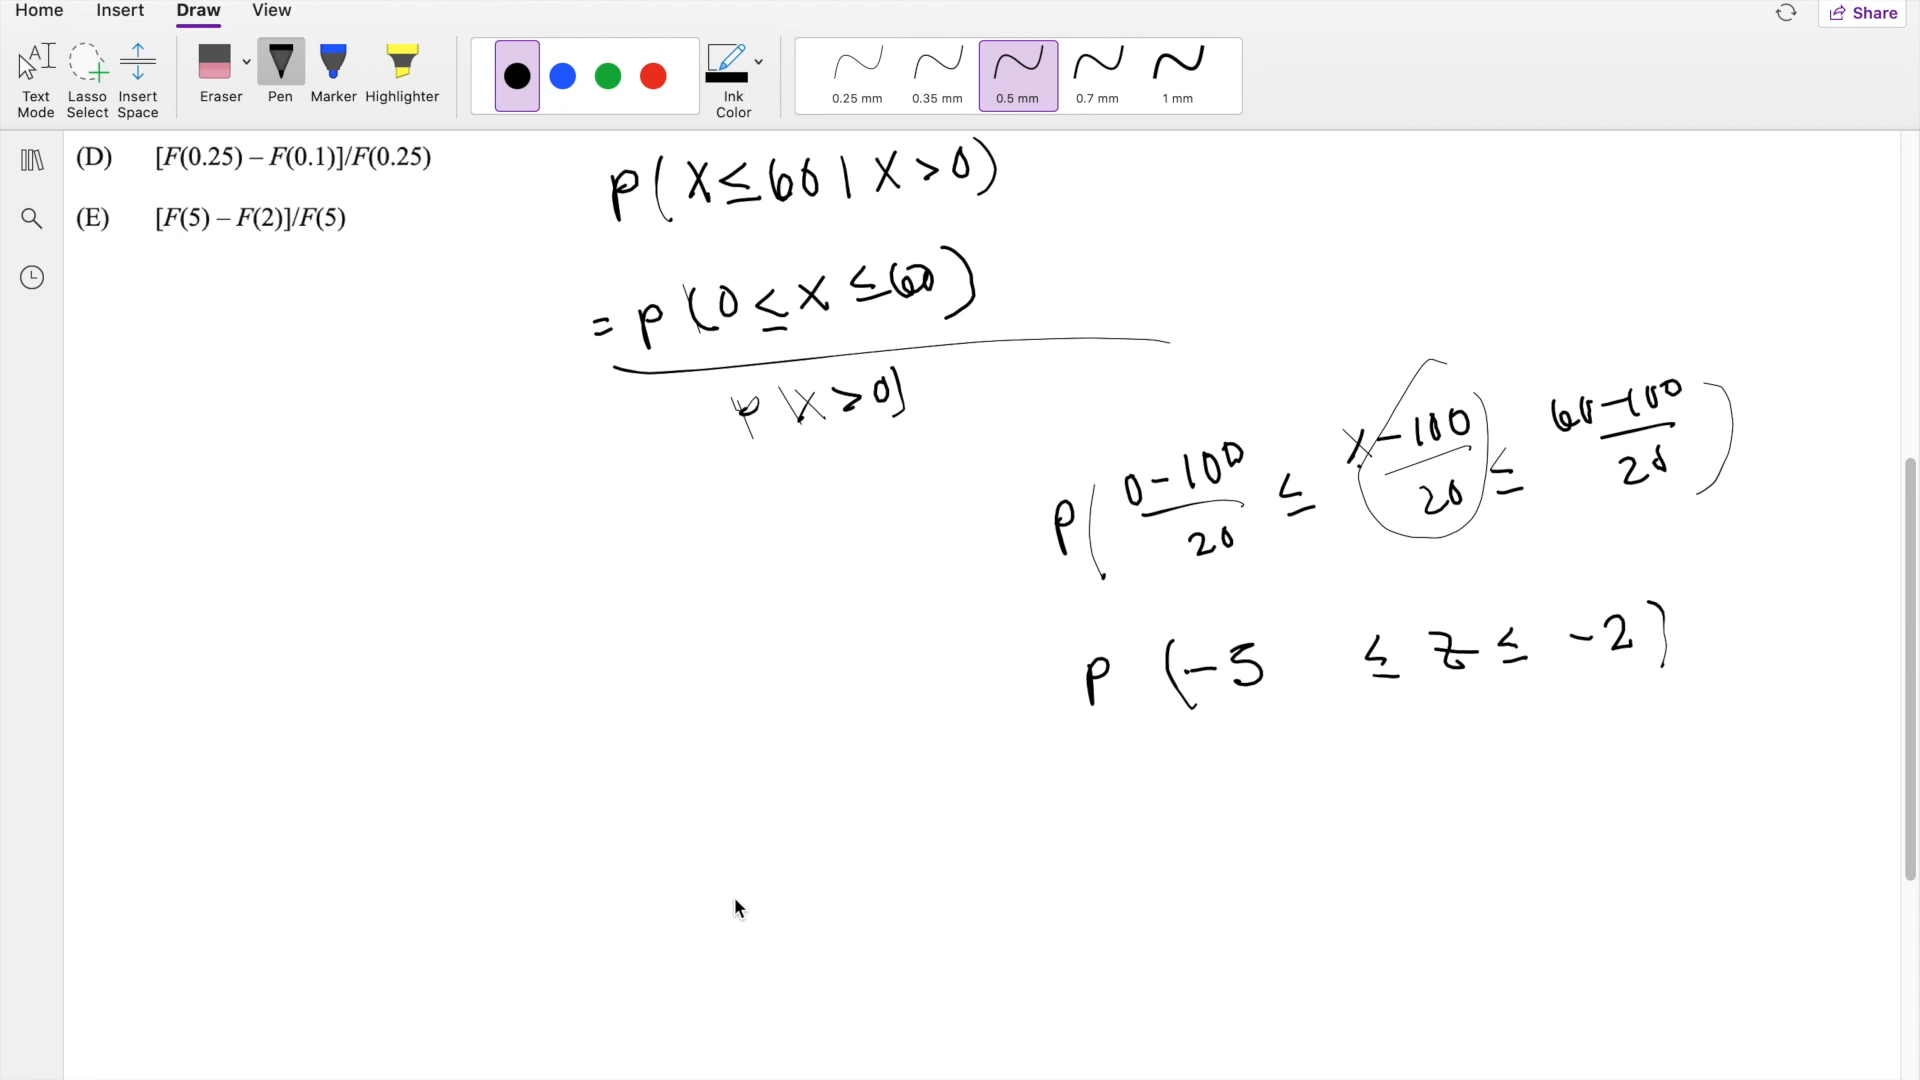 Home Insert Draw View Share
Text Mode Lasso Select Insert Space Eraser Pen Marker Highlighter Ink Color 0.25 mm 0.35 mm 0.5 mm 0.7 mm 1 mm
(D) [F(0.25) – F(0.1)]/F(0.25)
(E) [F(5) – F(2)]/F(5)
P(X ≤ 60 | X > 0)
= P(0 ≤ X ≤ 60)
P(X > 0)
P( 0-100/20 ≤ X-100/20 ≤ 60-100/20 )
P (-5 ≤ Z ≤ -2)